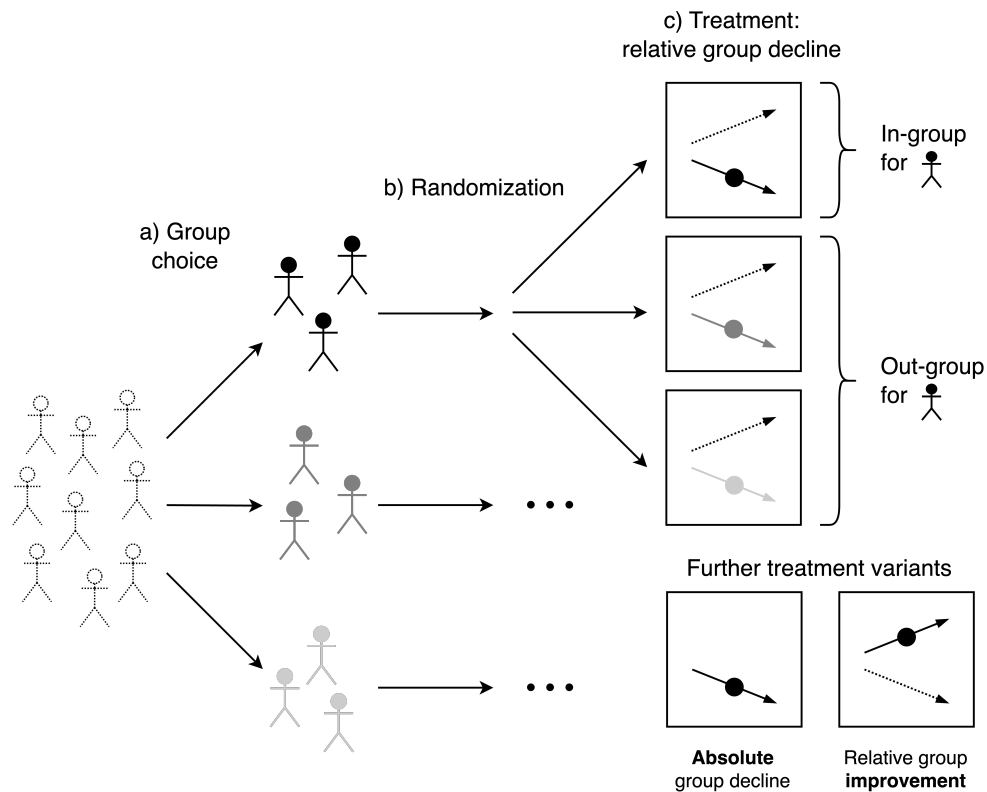 c) Treatment:
relative group decline
In-group
for
b) Randomization
a) Group
choice
Out-group
for
Further treatment variants
Absolute
group decline
Relative group
improvement